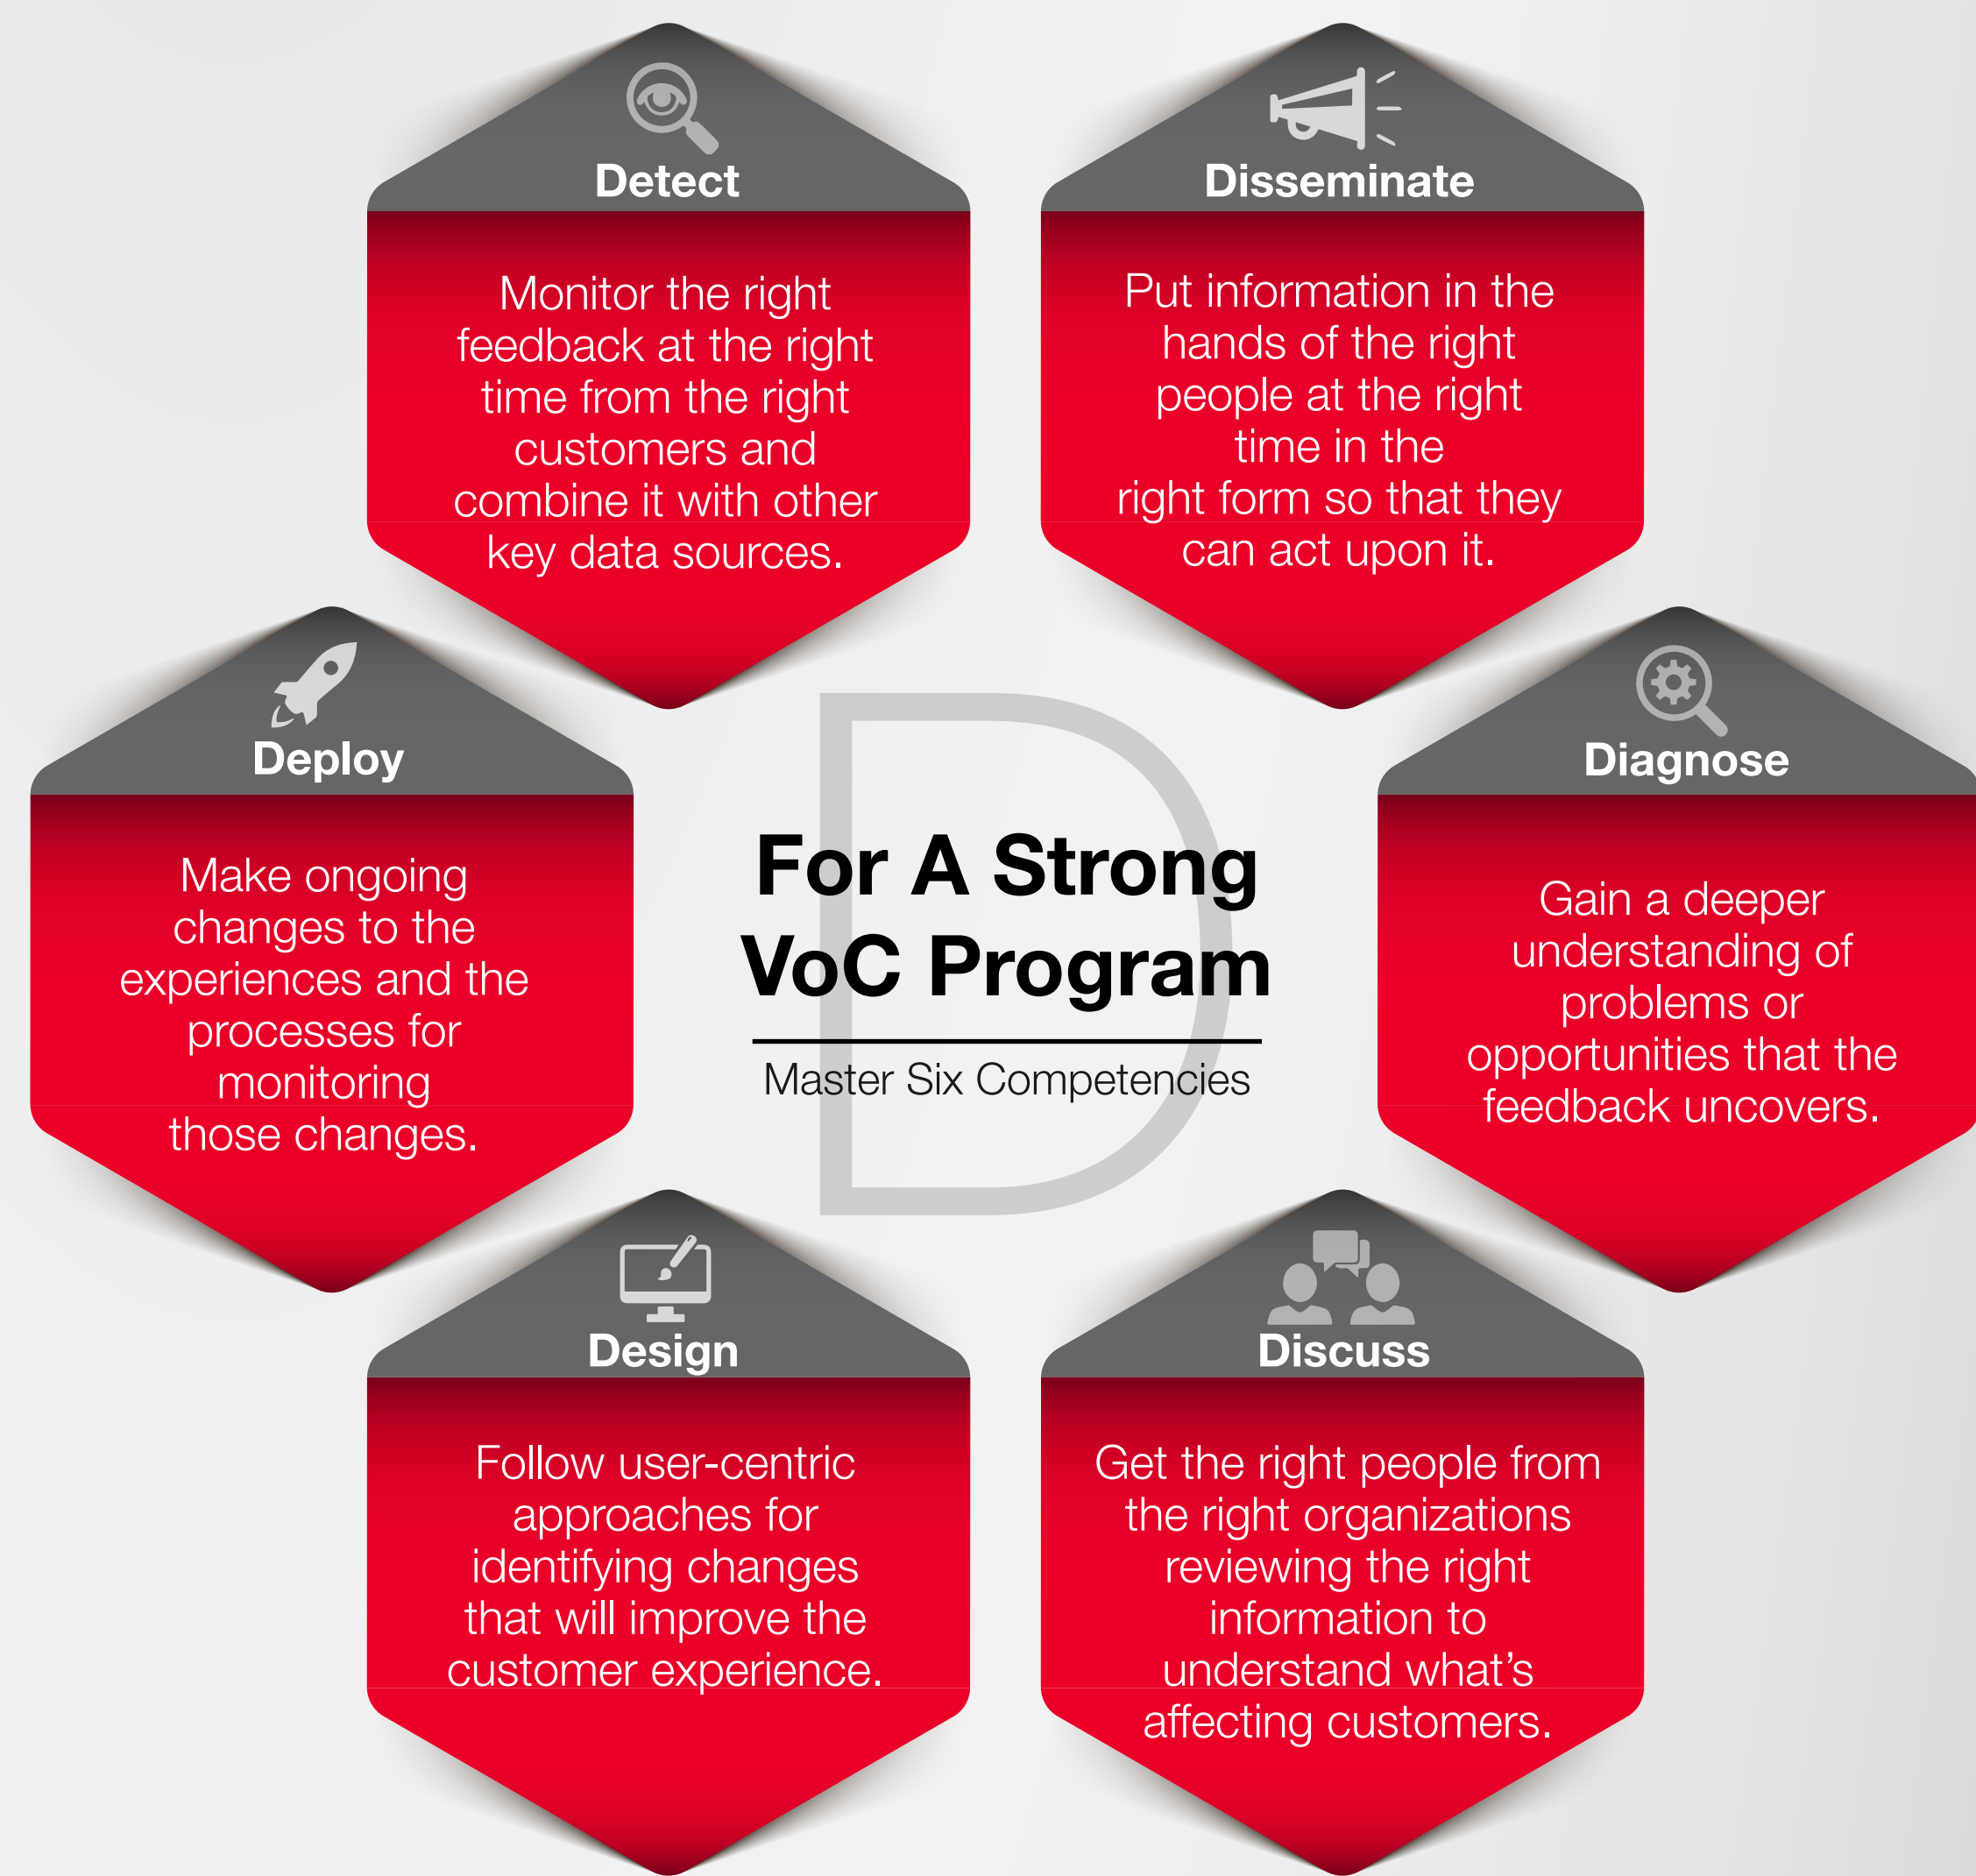 Detect
Monitor the right
feedback at the right
time from the right
customers and
combine it with other
key data sources.
Disseminate
Put information in the
hands of the right
people at the right
time in the
right form so that they
can act upon it.
Deploy
Make ongoing
changes to the
experiences and the
processes for
monitoring
those changes.
D
For A Strong
VoC Program
Master Six Competencies
Diagnose
Gain a deeper
understanding of
problems or
opportunities that the
feedback uncovers.
Design
Follow user-centric
approaches for
identifying changes
that will improve the
customer experience.
Discuss
Get the right people from
the right organizations
reviewing the right
information to
understand what’s
affecting customers.